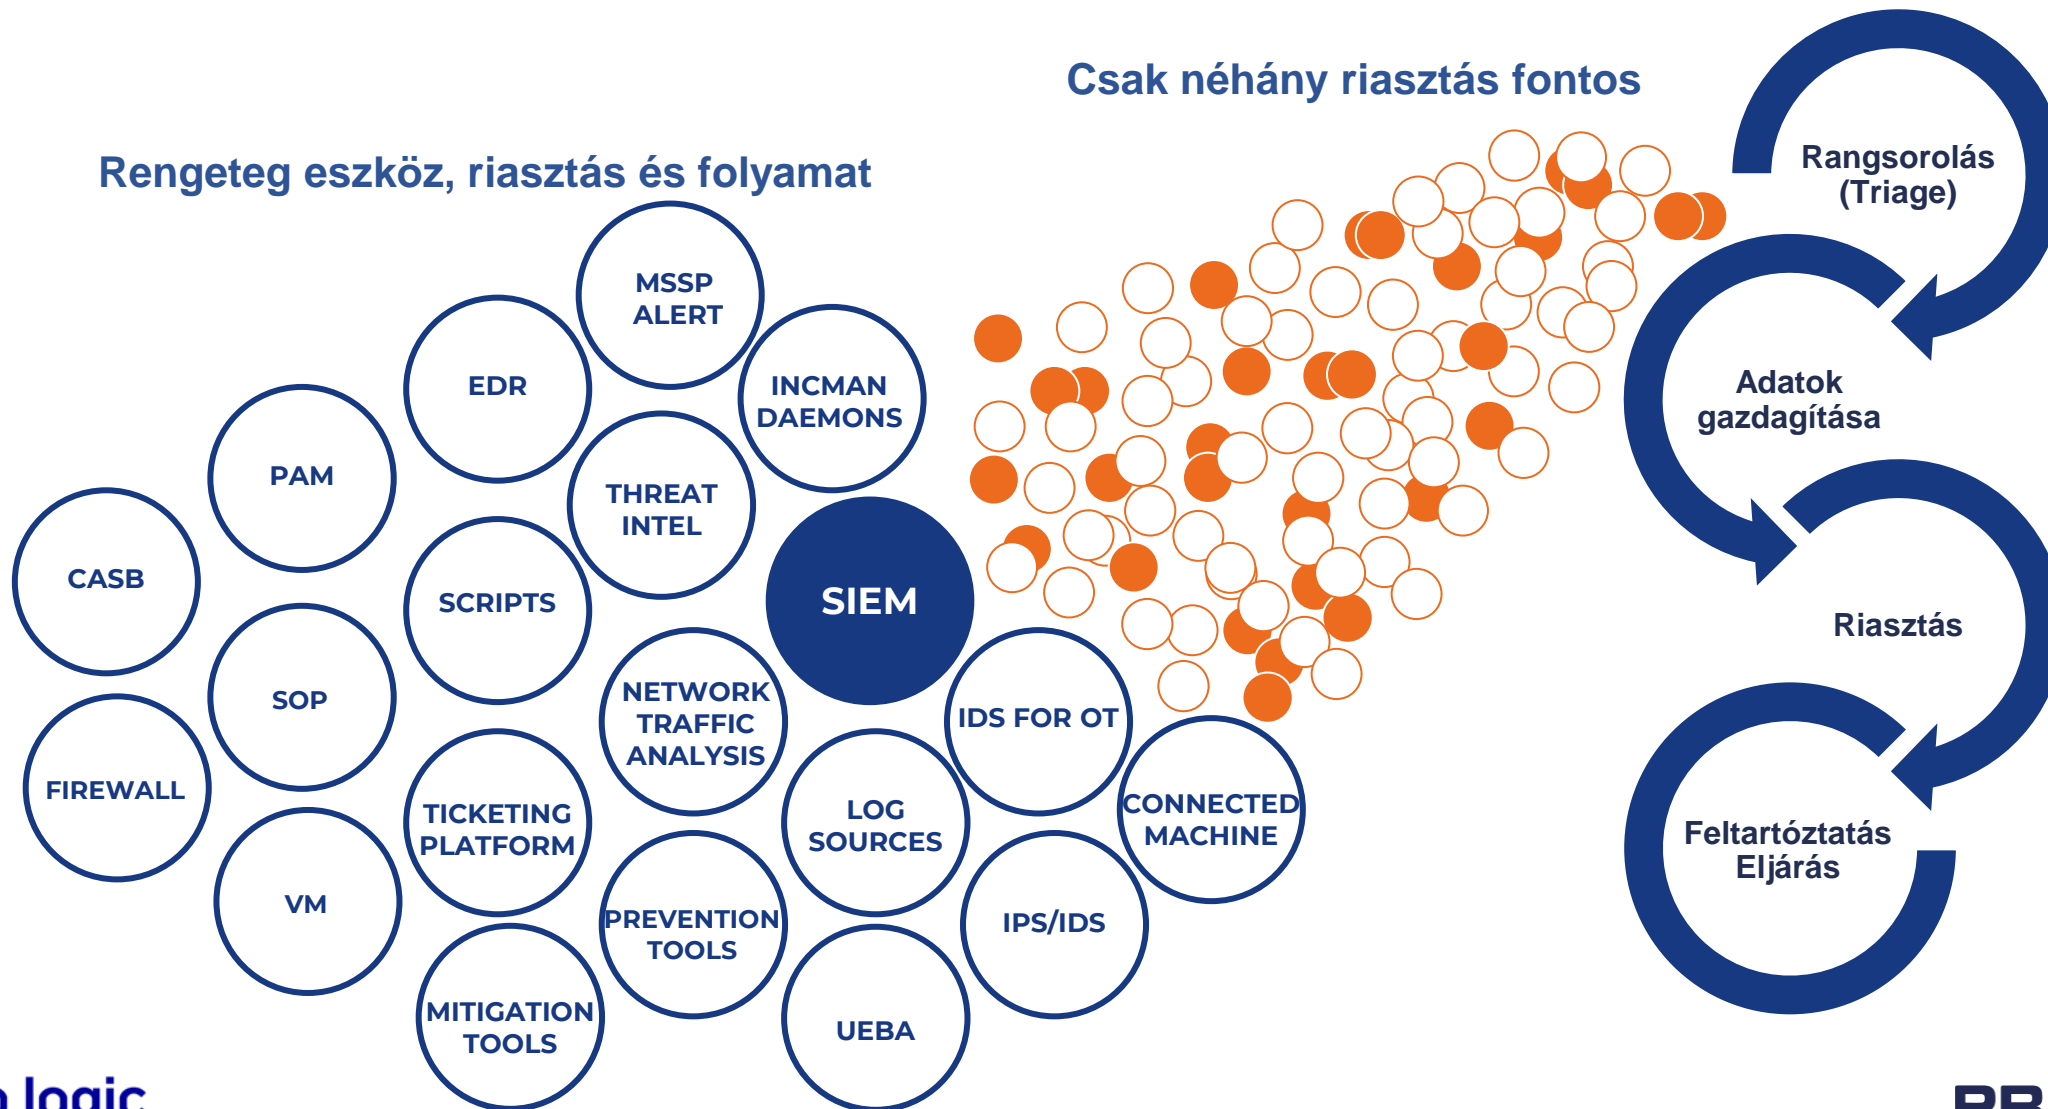 Csak néhány riasztás fontos
Rengeteg eszköz, riasztás és folyamat
MSSP
ALERT
EDR
INCMAN
DAEMONS
PAM
THREAT
INTEL
CASB
SCRIPTS
SIEM
SOP
NETWORK
TRAFFIC
ANALYSIS
IDS FOR OT
FIREWALL
TICKETING
PLATFORM
LOG
SOURCES
CONNECTED
MACHINE
VM
PREVENTION
TOOLS
IPS/IDS
MITIGATION
TOOLS
UEBA
Rangsorolás
(Triage)
Adatok
gazdagítása
Riasztás
Feltartóztatás
Eljárás
logic